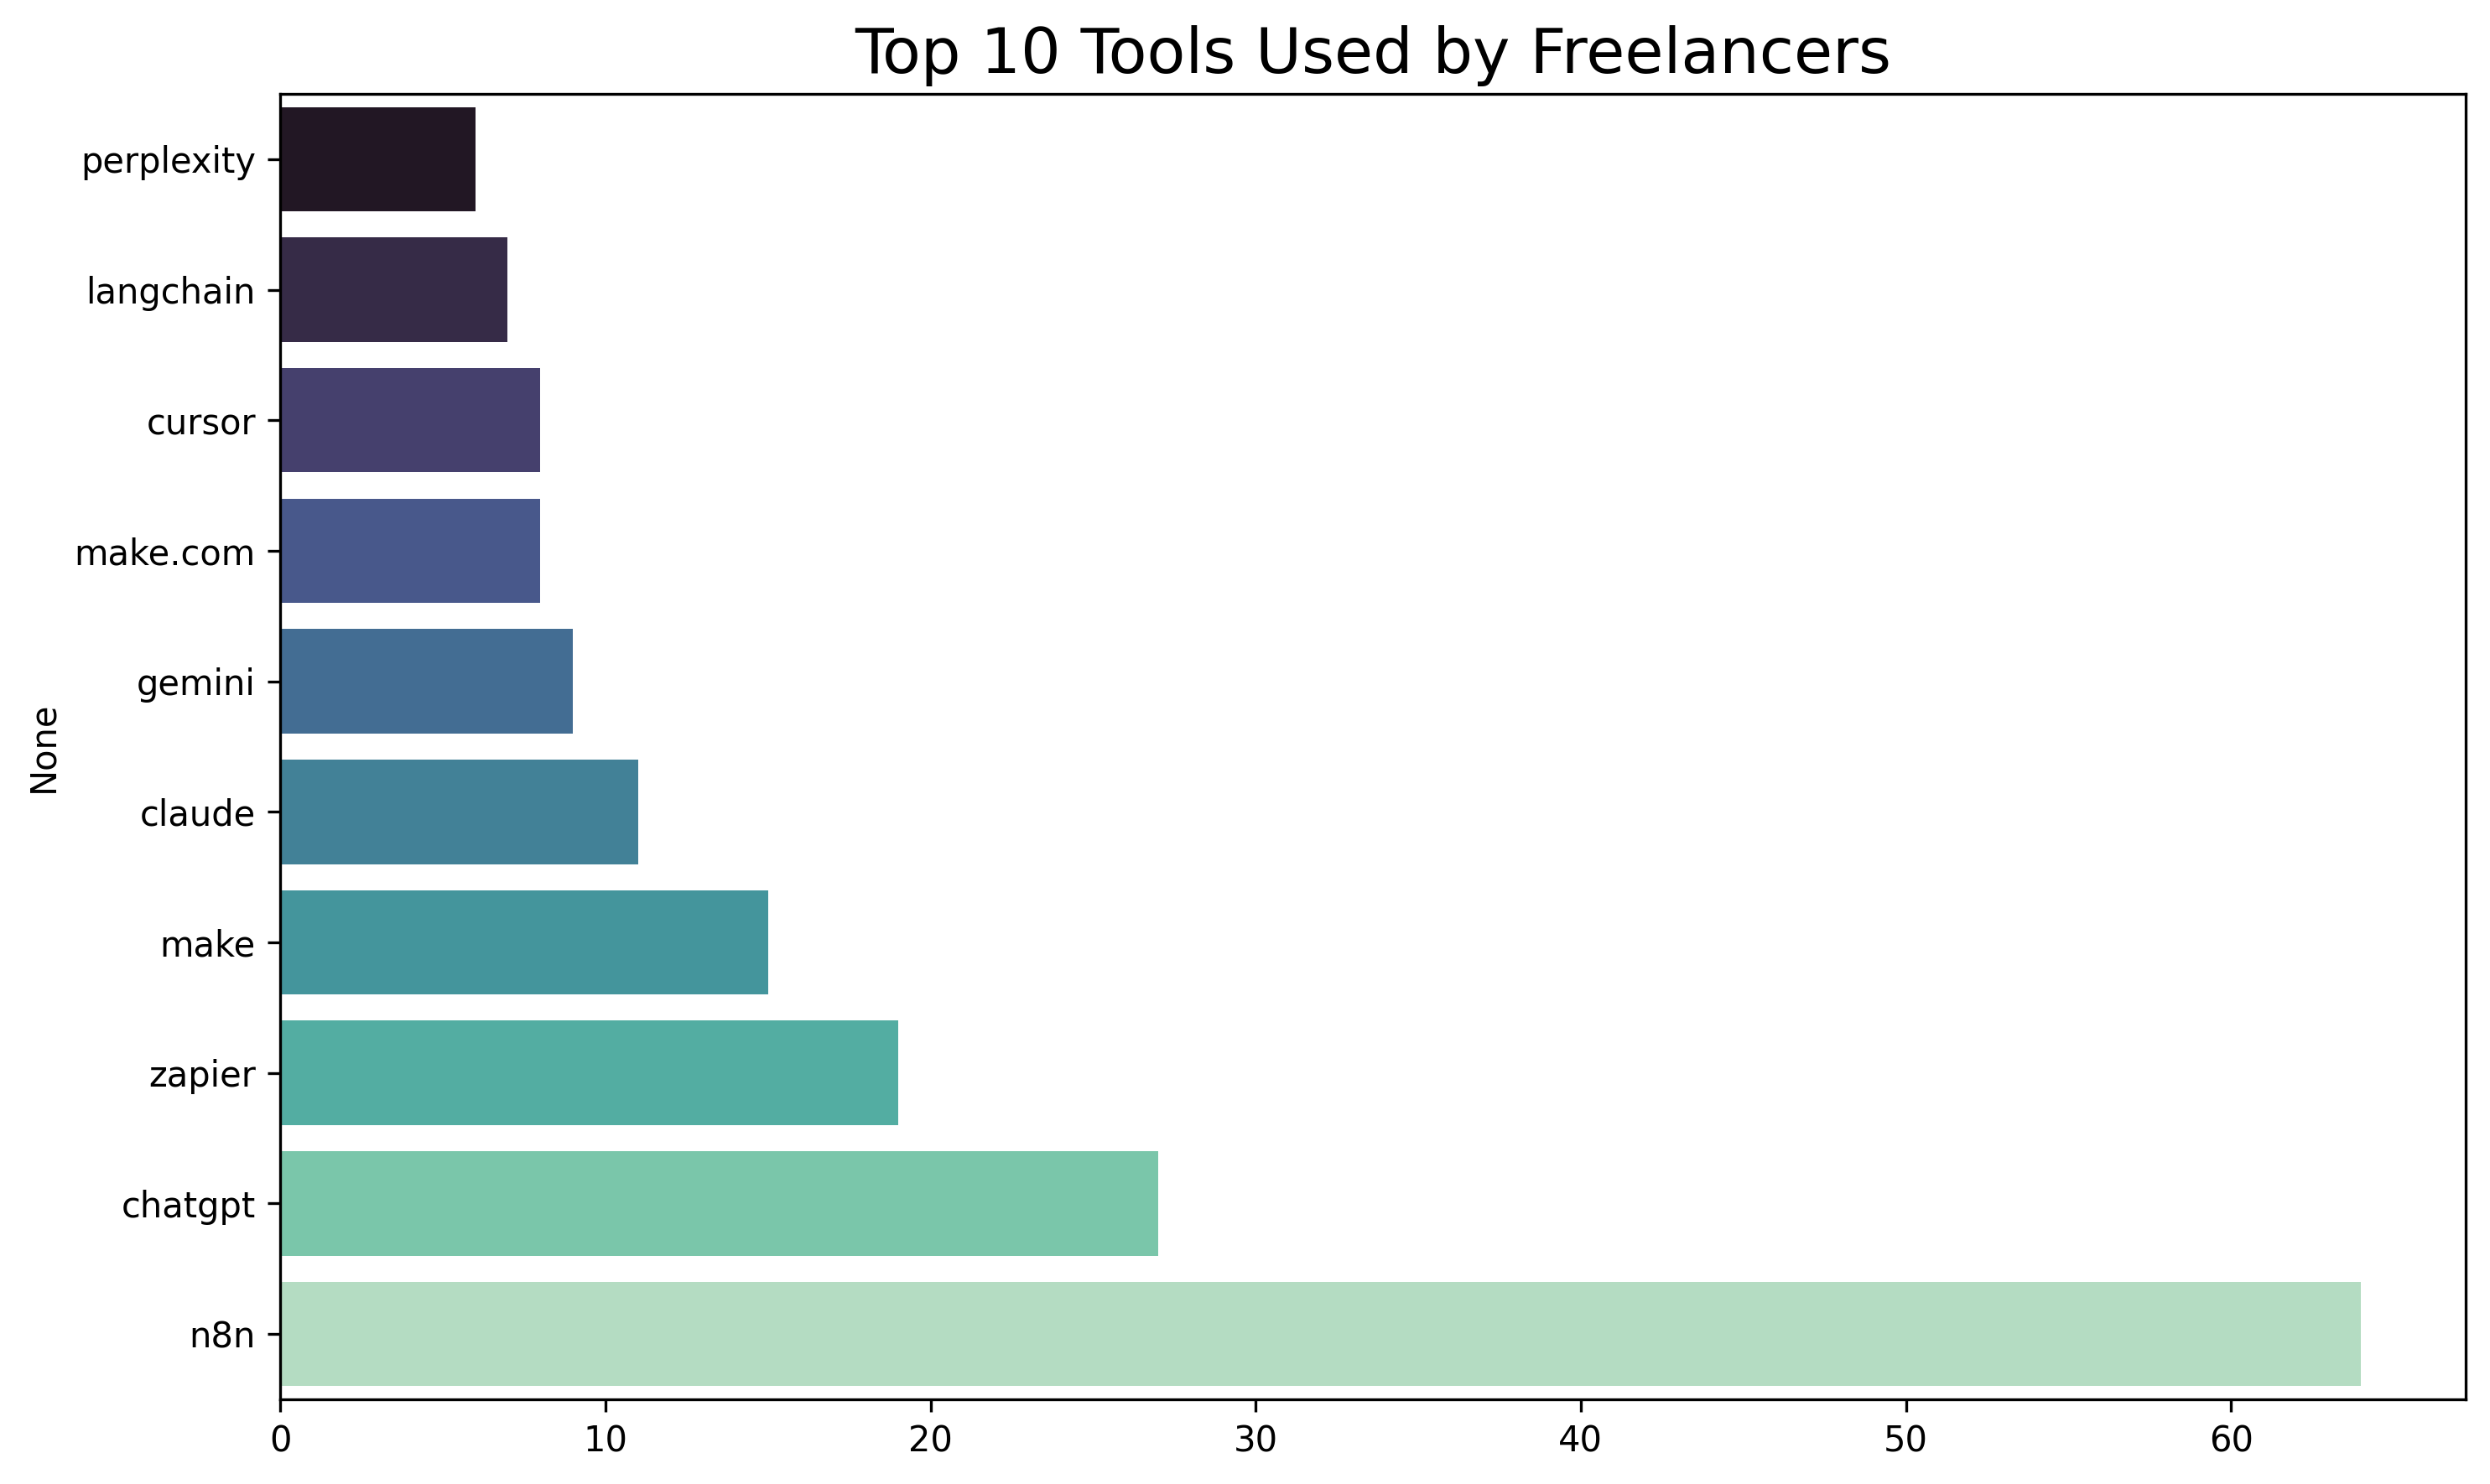 Top 10 Tools Used by Freelancers
perplexity
langchain
cursor
make.com
gemini
claude
make
zapier
chatgpt
n8n
None
0 10 20 30 40 50 60